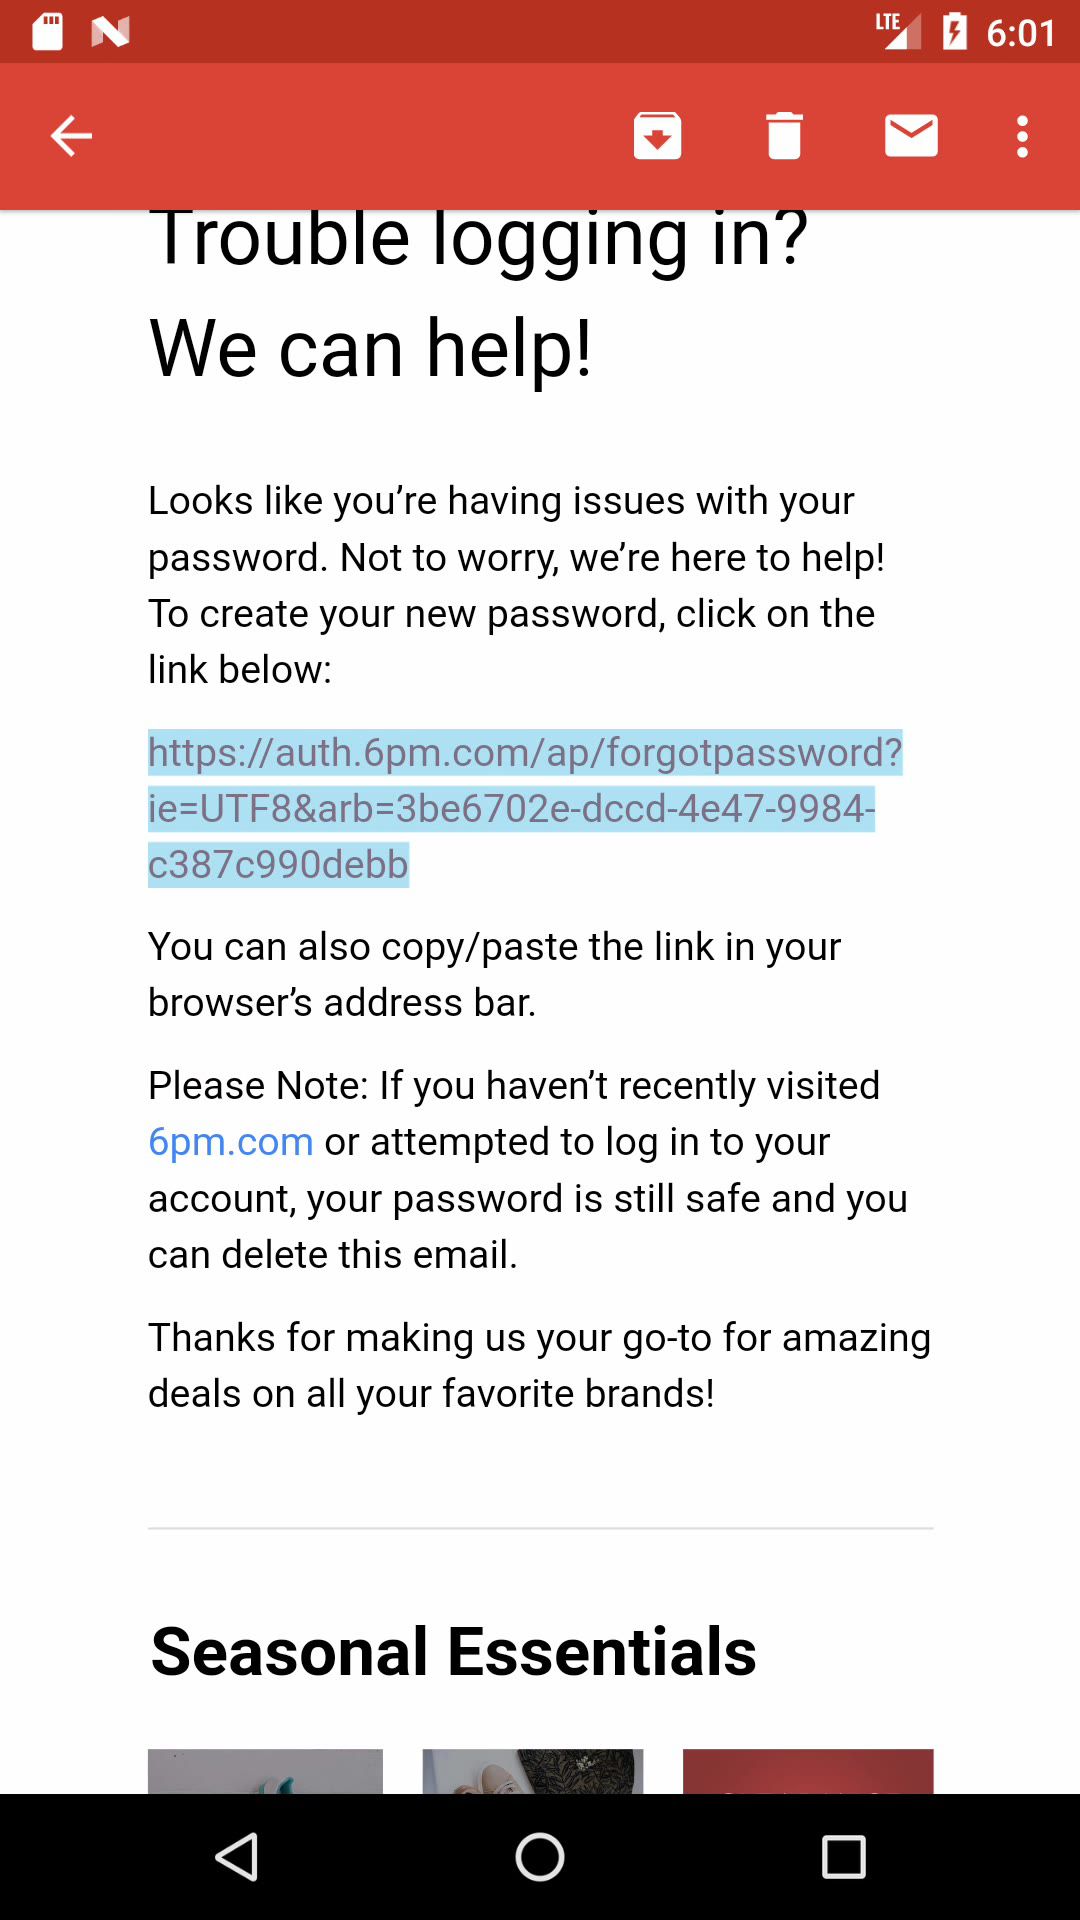 LTE 6:01
Trouble logging in?
We can help!
Looks like you’re having issues with your
password. Not to worry, we’re here to help!
To create your new password, click on the
link below:
https://auth.6pm.com/ap/forgotpassword?
ie=UTF8&arb=3be6702e-dccd-4e47-9984-
c387c990debb
You can also copy/paste the link in your
browser’s address bar.
Please Note: If you haven’t recently visited
6pm.com or attempted to log in to your
account, your password is still safe and you
can delete this email.
Thanks for making us your go-to for amazing
deals on all your favorite brands!
Seasonal Essentials